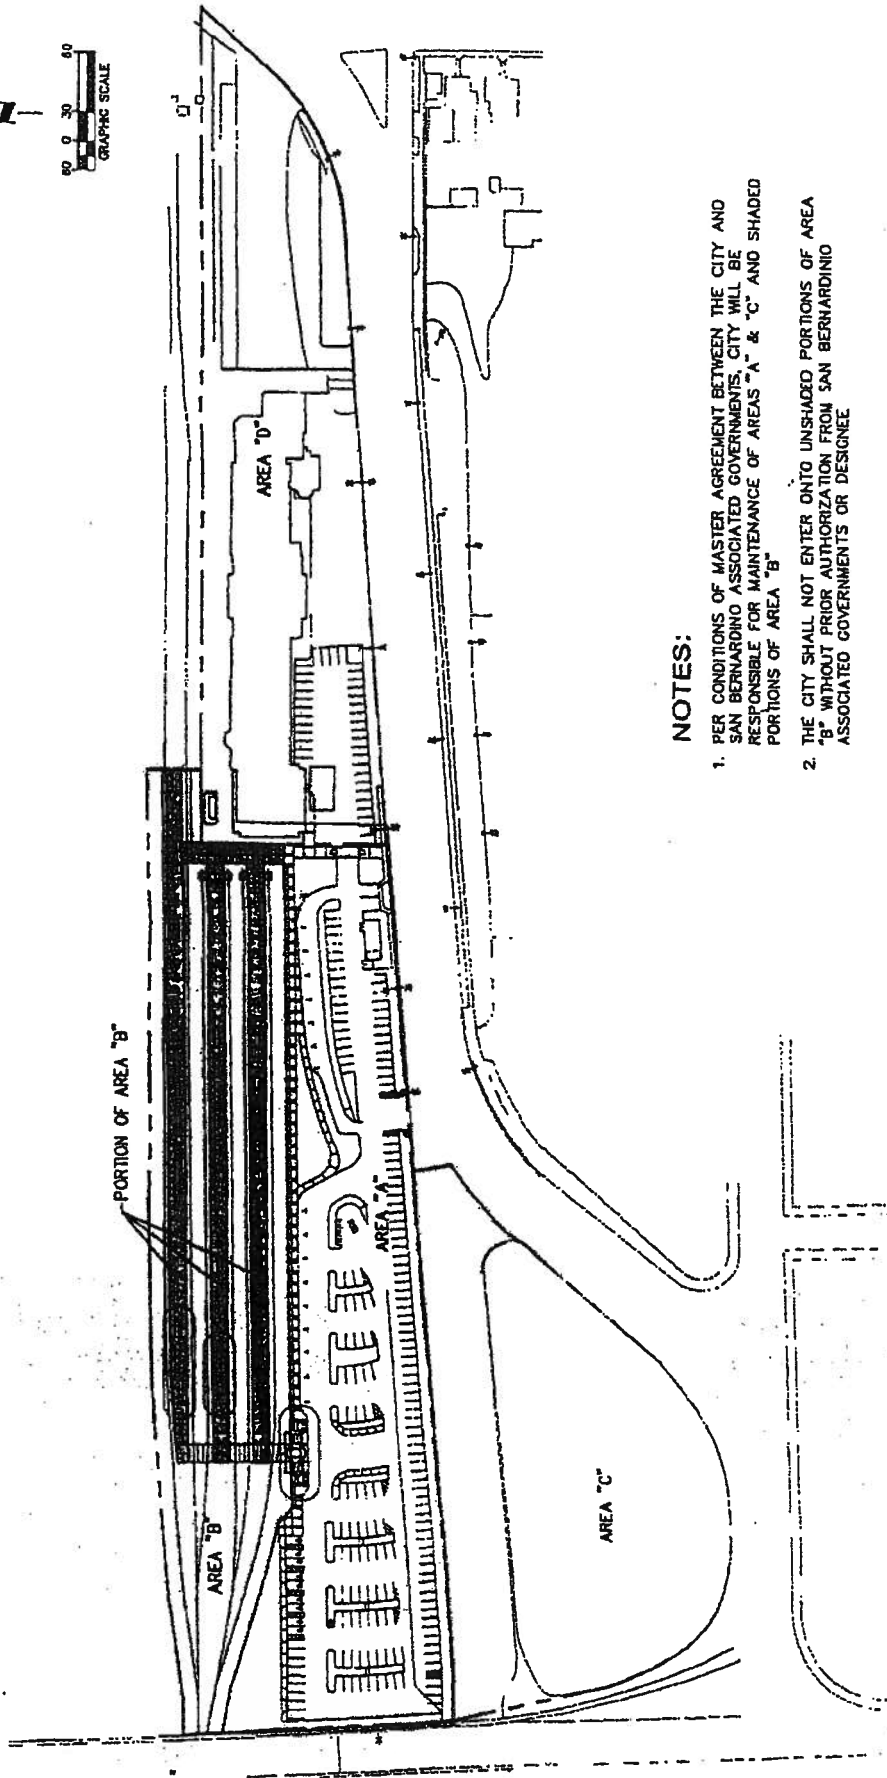 60 0 30 60
GRAPHIC SCALE
PORTION OF AREA "B"
AREA "B"
AREA "D"
AREA "A"
AREA "C"
NOTES:
1. PER CONDITIONS OF MASTER AGREEMENT BETWEEN THE CITY AND
SAN BERNARDINO ASSOCIATED GOVERNMENTS, CITY WILL BE
RESPONSIBLE FOR MAINTENANCE OF AREAS "A" & "C" AND SHADED
PORTIONS OF AREA "B"
2. THE CITY SHALL NOT ENTER ONTO UNSHADED PORTIONS OF AREA
"B" WITHOUT PRIOR AUTHORIZATION FROM SAN BERNARDINIO
ASSOCIATED GOVERNMENTS OR DESIGNEE